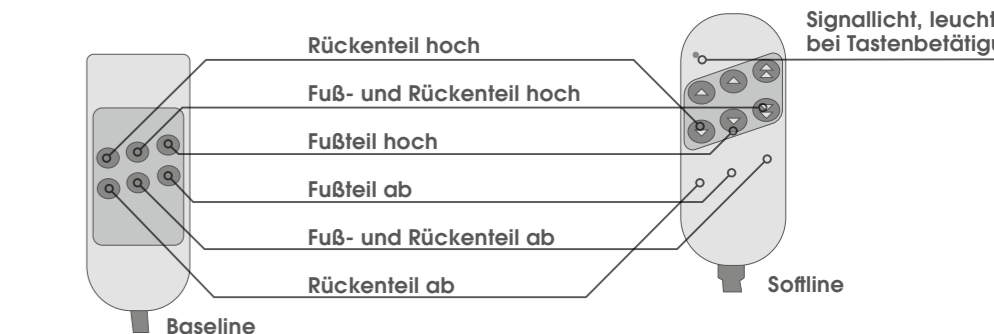 Signallicht, leucht
bei Tastenbetätigu
Rückenteil hoch
Fuß- und Rückenteil hoch
Fußteil hoch
Fußteil ab
Fuß- und Rückenteil ab
Rückenteil ab
Softline
Baseline